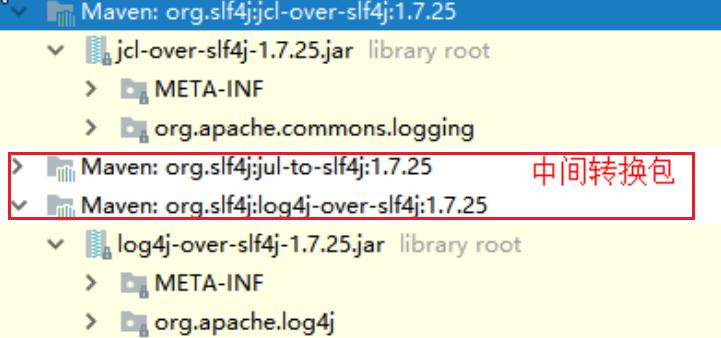 Maven: org.slf4j:jcl-over-slf4j:1.7.25
jcl-over-slf4j-1.7.25.jar library root
META-INF
org.apache.commons.logging
Maven: org.slf4j:jul-to-slf4j:1.7.25 中间转换包
Maven: org.slf4j:log4j-over-slf4j:1.7.25
log4j-over-slf4j-1.7.25.jar library root
META-INF
org.apache.log4j